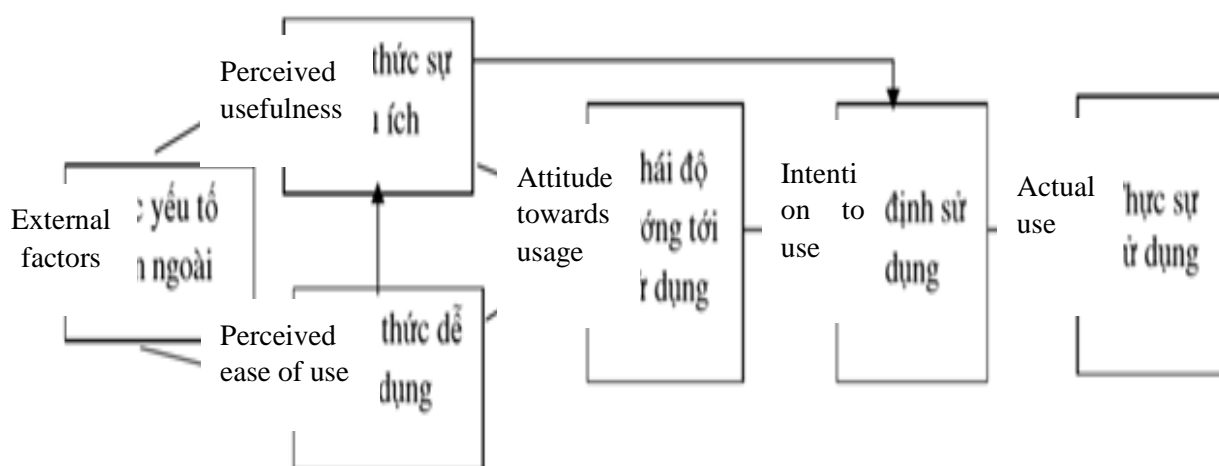 Perceived
usefulness
thức sự
ích
External
factors
yếu tố
ngoài
Perceived
ease of use
thức dễ
dụng
Attitude
towards
usage
hái độ
ớng tới
dụng
Intenti
on to
use
định sử
dụng
Actual
use
hực sự
dụng